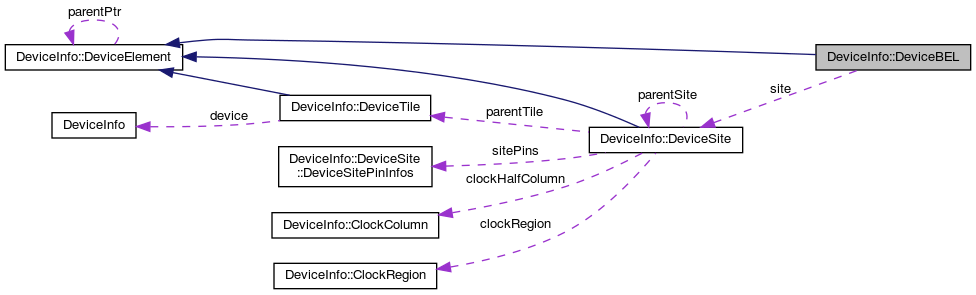 parentPtr
DeviceInfo::DeviceElement
DeviceInfo::DeviceBEL
parentSite
site
DeviceInfo::DeviceTile
parentTile
device
DeviceInfo
DeviceInfo::DeviceSite
sitePins
DeviceInfo::DeviceSite
::DeviceSitePinInfos
clockHalfColumn
DeviceInfo::ClockColumn
clockRegion
DeviceInfo::ClockRegion